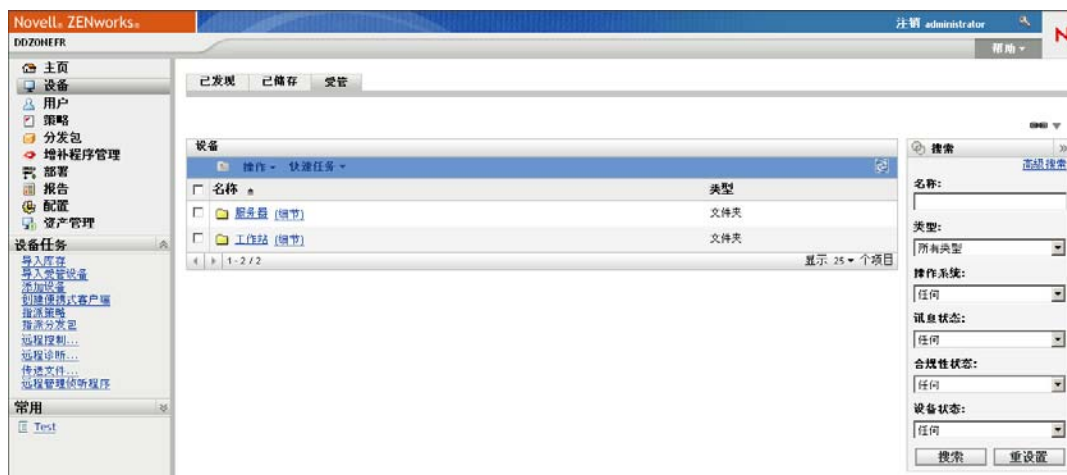 Novell® ZENworks®
注销 administrator
N
DDZONEFR
帮助
主页
设备
用户
策略
分发包
增补程序管理
部署
报告
配置
资产管理
设备任务
导入库存
导入受管设备
添加设备
创建便携式客户端
指派策略
指派分发包
远程控制...
远程诊断...
传送文件...
远程管理侦听程序
常用
Test
已发现 已储存 受管
设备
操作 快速任务
名称 类型
服务器 (细节) 文件夹
工作站 (细节) 文件夹
1 - 2 / 2 显示 25 个项目
搜索
高级搜索
名称:
类型:
所有类型
操作系统:
任何
讯息状态:
任何
合规性状态:
任何
设备状态:
任何
搜索 重设置